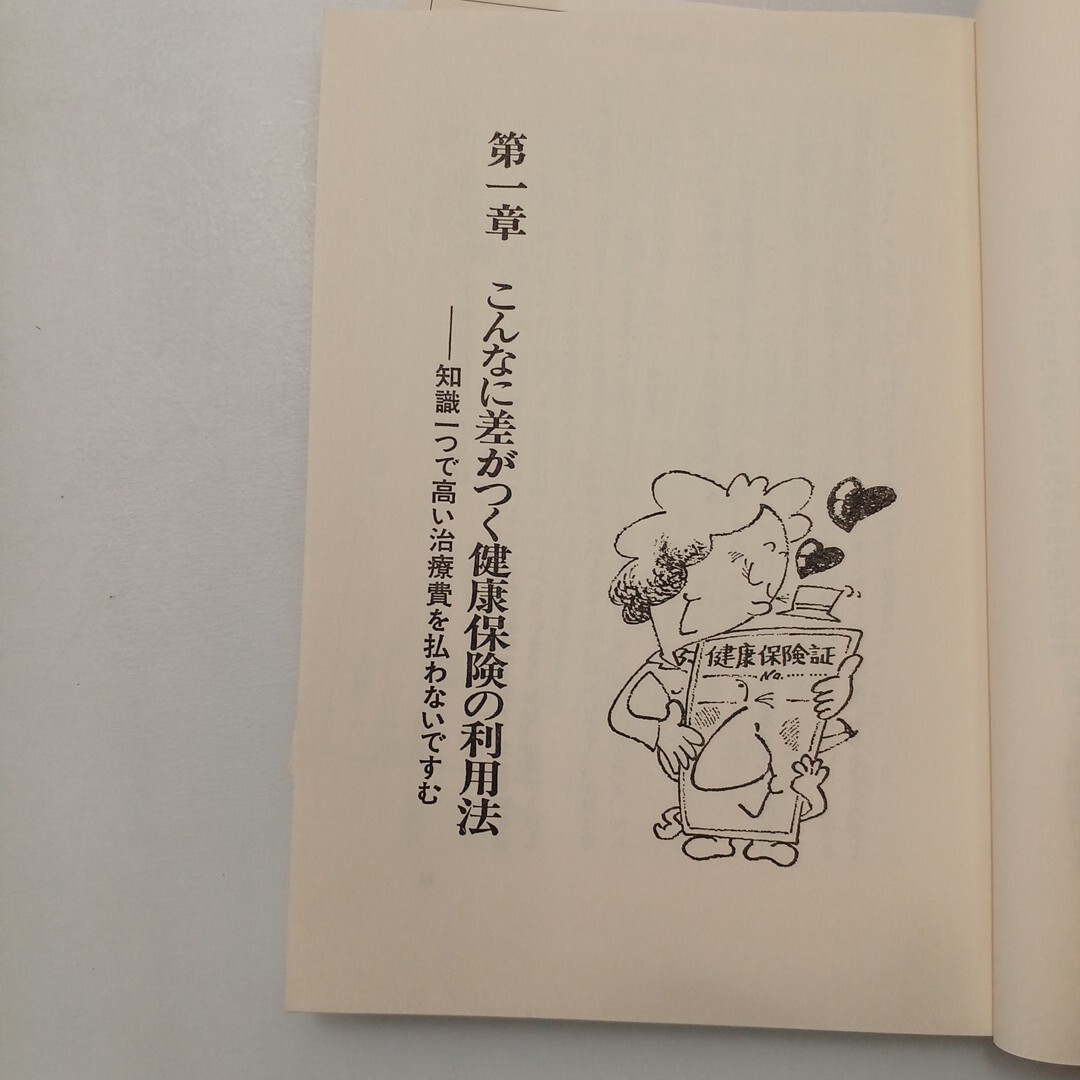 第一章　こんなに差がつく健康保険の利用法
――知識一つで高い治療費を払わないですむ
健康保険証
No.……